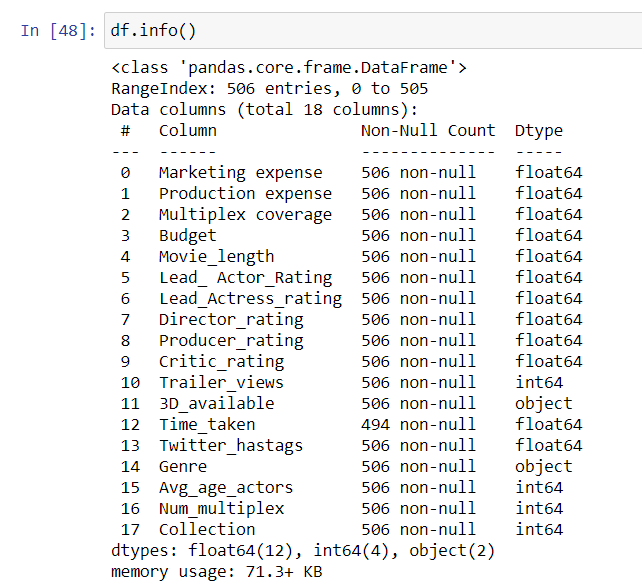 In [48]: df.info()
<class 'pandas.core.frame.DataFrame'>
RangeIndex: 506 entries, 0 to 505
Data columns (total 18 columns):
 #   Column               Non-Null Count  Dtype
---  ------               --------------  -----
 0   Marketing expense    506 non-null    float64
 1   Production expense   506 non-null    float64
 2   Multiplex coverage   506 non-null    float64
 3   Budget               506 non-null    float64
 4   Movie_length         506 non-null    float64
 5   Lead_ Actor_Rating   506 non-null    float64
 6   Lead_Actress_rating  506 non-null    float64
 7   Director_rating      506 non-null    float64
 8   Producer_rating      506 non-null    float64
 9   Critic_rating        506 non-null    float64
 10  Trailer_views        506 non-null    int64
 11  3D_available         506 non-null    object
 12  Time_taken           494 non-null    float64
 13  Twitter_hastags      506 non-null    float64
 14  Genre                506 non-null    object
 15  Avg_age_actors       506 non-null    int64
 16  Num_multiplex        506 non-null    int64
 17  Collection           506 non-null    int64
dtypes: float64(12), int64(4), object(2)
memory usage: 71.3+ KB